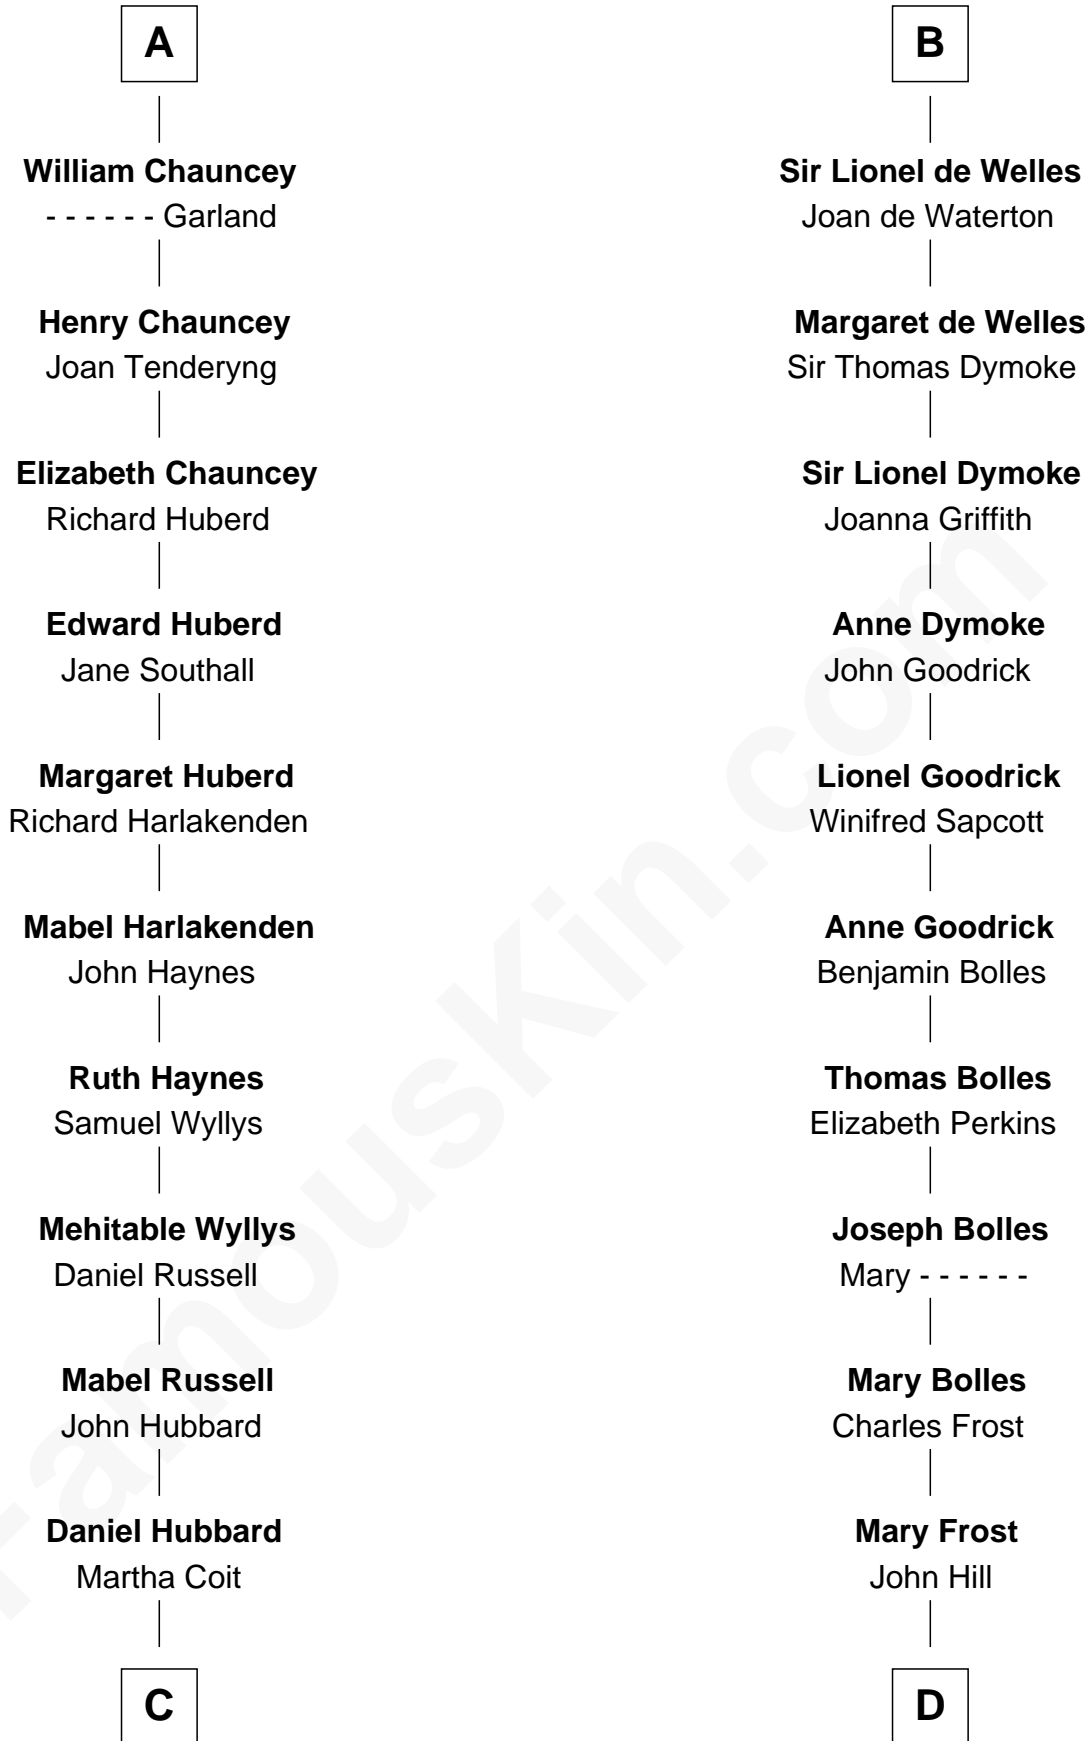 A
William Chauncey
- - - - - - Garland
Henry Chauncey
Joan Tenderyng
Elizabeth Chauncey
Richard Huberd
Edward Huberd
Jane Southall
Margaret Huberd
Richard Harlakenden
Mabel Harlakenden
John Haynes
Ruth Haynes
Samuel Wyllys
Mehitable Wyllys
Daniel Russell
Mabel Russell
John Hubbard
Daniel Hubbard
Martha Coit
C
B
Sir Lionel de Welles
Joan de Waterton
Margaret de Welles
Sir Thomas Dymoke
Sir Lionel Dymoke
Joanna Griffith
Anne Dymoke
John Goodrick
Lionel Goodrick
Winifred Sapcott
Anne Goodrick
Benjamin Bolles
Thomas Bolles
Elizabeth Perkins
Joseph Bolles
Mary - - - - - -
Mary Bolles
Charles Frost
Mary Frost
John Hill
D
FamousKin.com